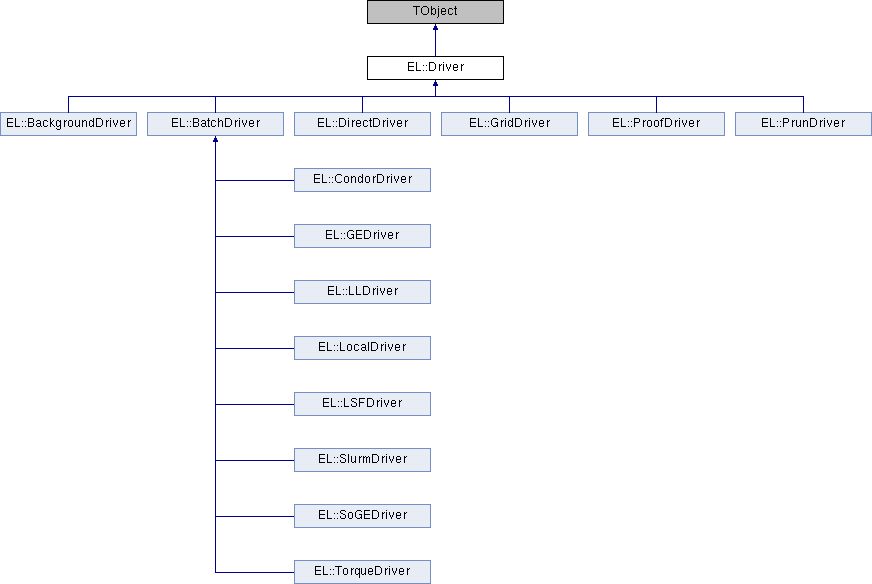 TObject
EL::Driver
EL::BackgroundDriver
EL::BatchDriver
EL::DirectDriver
EL::GridDriver
EL::ProofDriver
EL::PrunDriver
EL::CondorDriver
EL::GEDriver
EL::LLDriver
EL::LocalDriver
EL::LSFDriver
EL::SlurmDriver
EL::SoGEDriver
EL::TorqueDriver